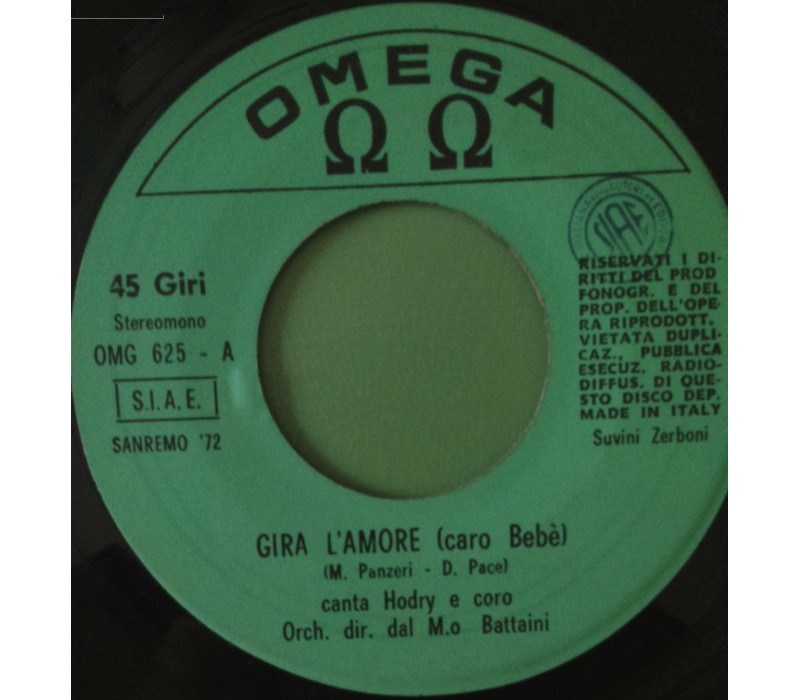 OMEGA
Ω Ω
45 Giri
Stereomono
OMG 625 - A
S.I.A.E.
SANREMO '72
SIAE
RISERVATI I DI-
RITTI DEL PROD
FONOGR. E DEL
PROP. DELL'OPE-
RA RIPRODOTT.
VIETATA DUPLI-
CAZ., PUBBLICA
ESECUZ. RADIO-
DIFFUS. DI QUE-
STO DISCO DEP.
MADE IN ITALY
Suvini Zerboni
GIRA L'AMORE (caro Bebè)
(M. Panzeri - D. Pace)
canta Hodry e coro
Orch. dir. dal M.o Battaini